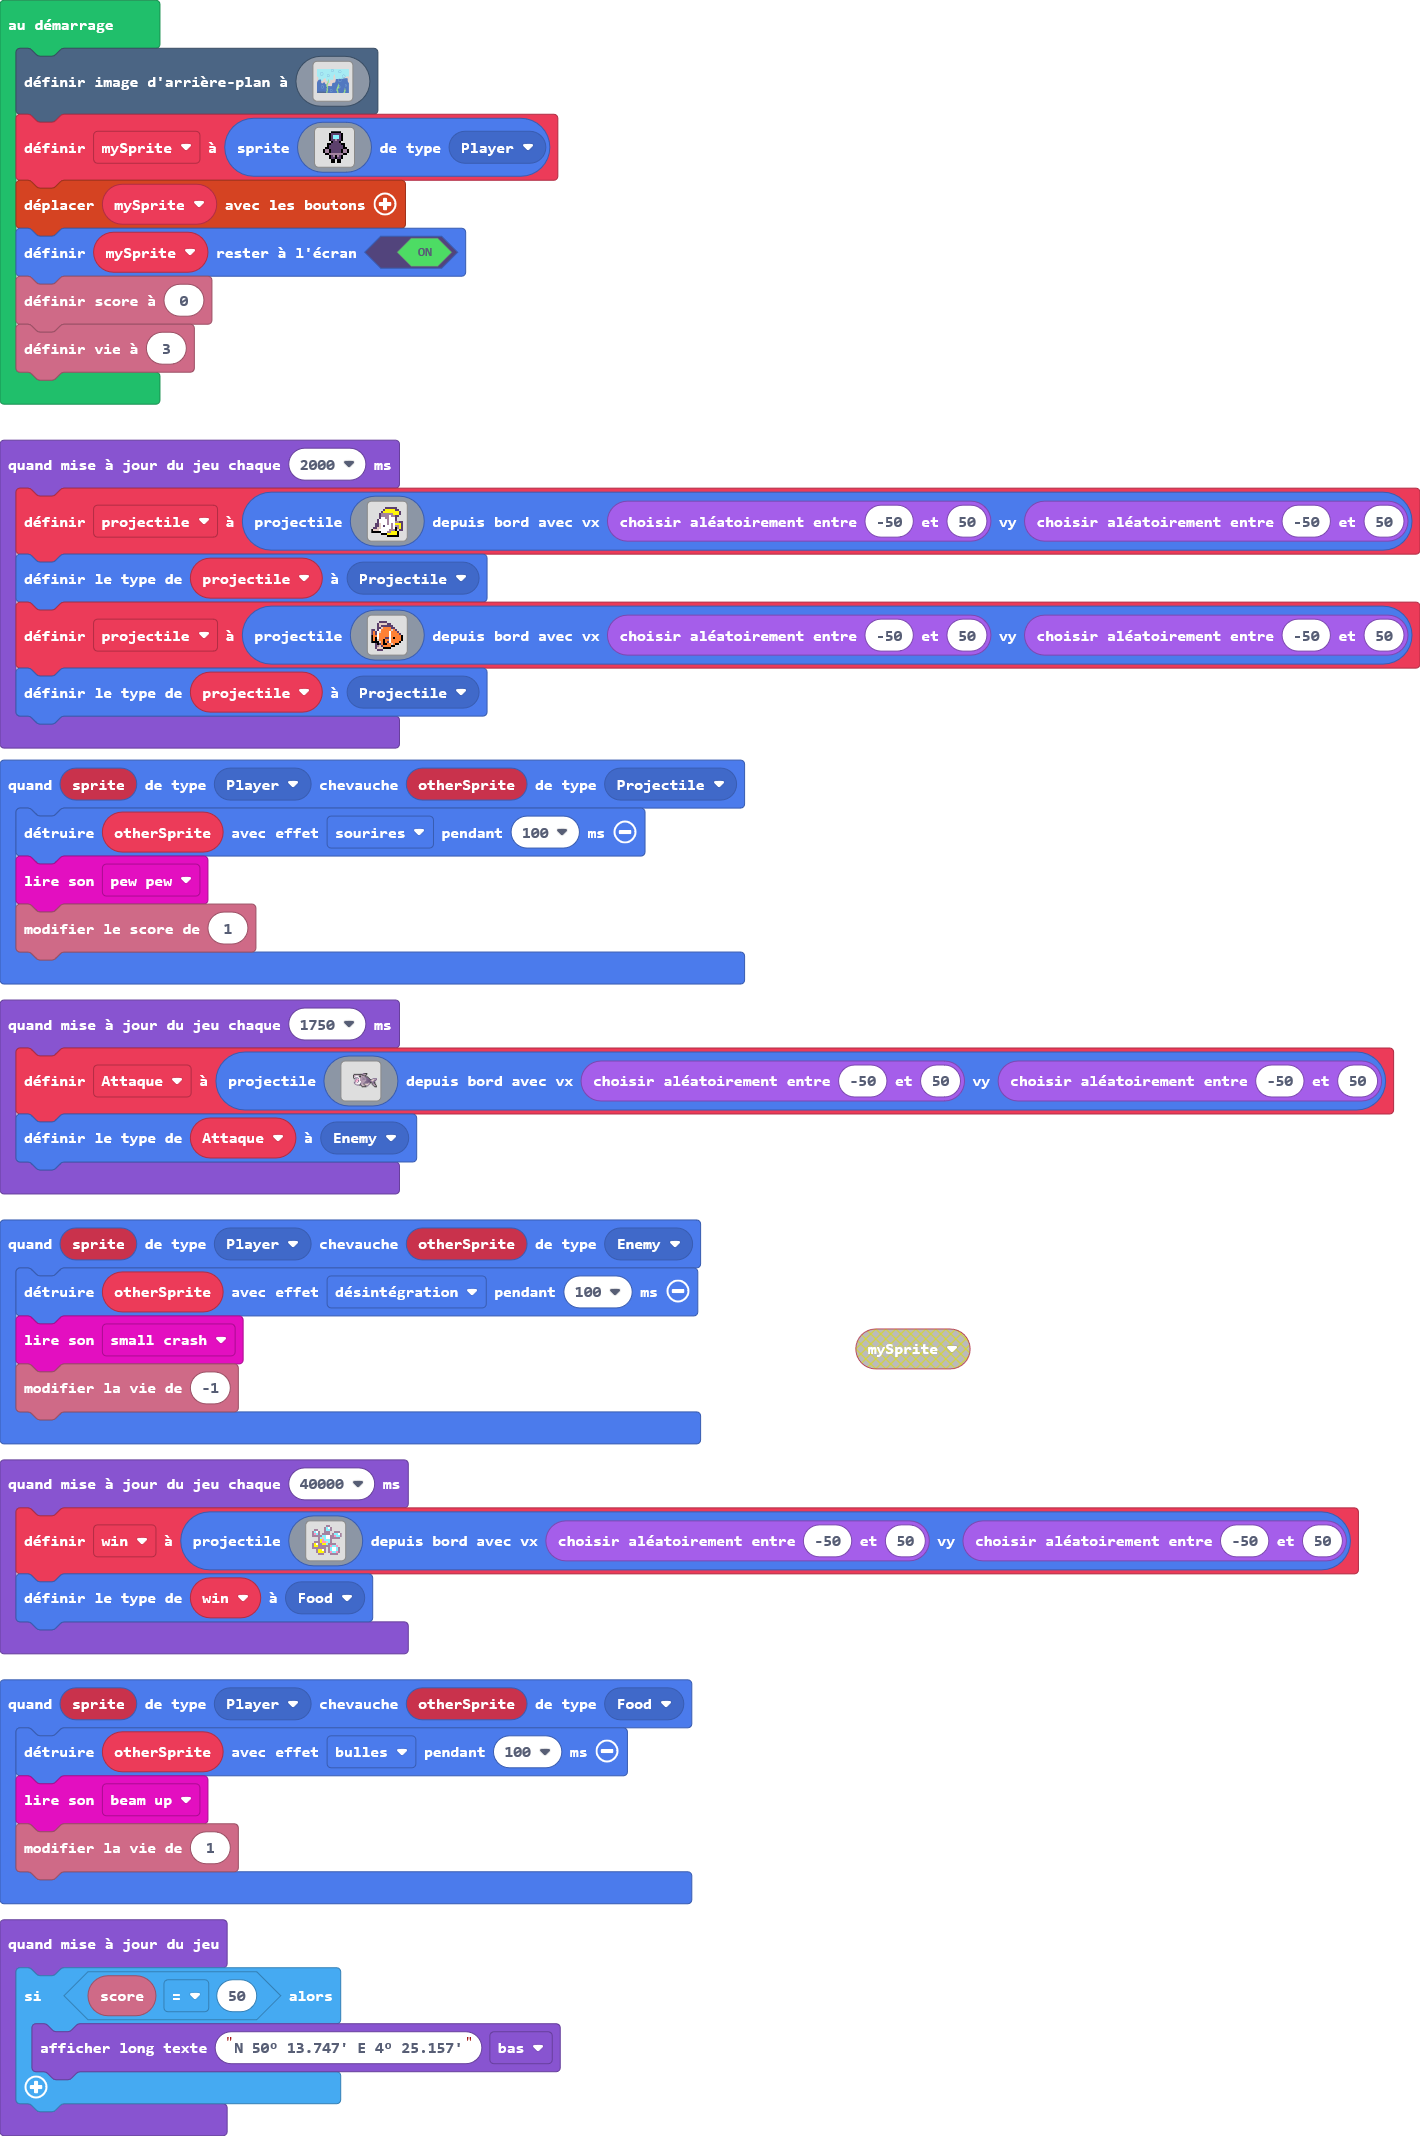 au démarrage
définir image d'arrière-plan à
définir mySprite à sprite de type Player
déplacer mySprite avec les boutons
définir mySprite rester à l'écran ON
définir score à 0
définir vie à 3
quand mise à jour du jeu chaque 2000 ms
définir projectile à projectile depuis bord avec vx choisir aléatoirement entre -50 et 50 vy choisir aléatoirement entre -50 et 50
définir le type de projectile à Projectile
définir projectile à projectile depuis bord avec vx choisir aléatoirement entre -50 et 50 vy choisir aléatoirement entre -50 et 50
définir le type de projectile à Projectile
quand sprite de type Player chevauche otherSprite de type Projectile
détruire otherSprite avec effet sourires pendant 100 ms
lire son pew pew
modifier le score de 1
quand mise à jour du jeu chaque 1750 ms
définir Attaque à projectile depuis bord avec vx choisir aléatoirement entre -50 et 50 vy choisir aléatoirement entre -50 et 50
définir le type de Attaque à Enemy
quand sprite de type Player chevauche otherSprite de type Enemy
détruire otherSprite avec effet désintégration pendant 100 ms
lire son small crash
mySprite
modifier la vie de -1
quand mise à jour du jeu chaque 40000 ms
définir win à projectile depuis bord avec vx choisir aléatoirement entre -50 et 50 vy choisir aléatoirement entre -50 et 50
définir le type de win à Food
quand sprite de type Player chevauche otherSprite de type Food
détruire otherSprite avec effet bulles pendant 100 ms
lire son beam up
modifier la vie de 1
quand mise à jour du jeu
si score = 50 alors
afficher long texte "N 50º 13.747' E 4º 25.157'" bas